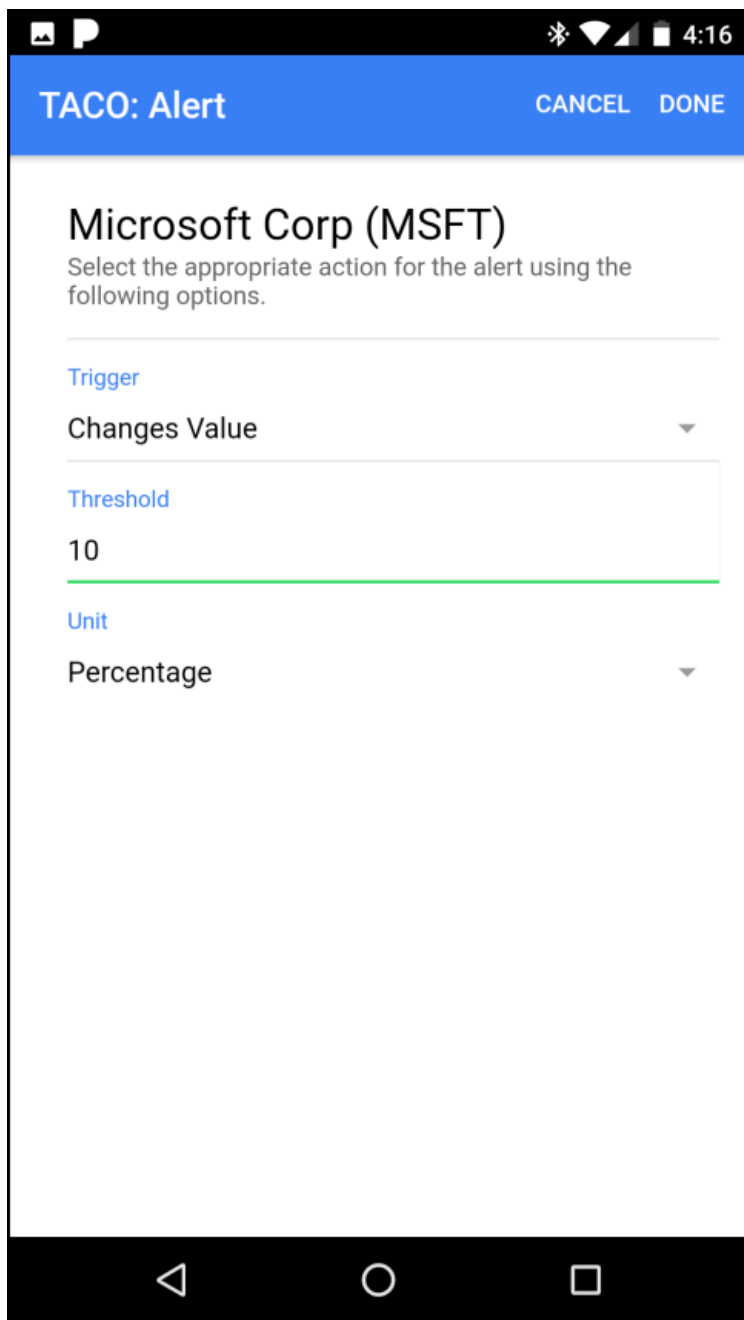 4:16
TACO: Alert CANCEL DONE
Microsoft Corp (MSFT)
Select the appropriate action for the alert using the
following options.
Trigger
Changes Value
Threshold
10
Unit
Percentage